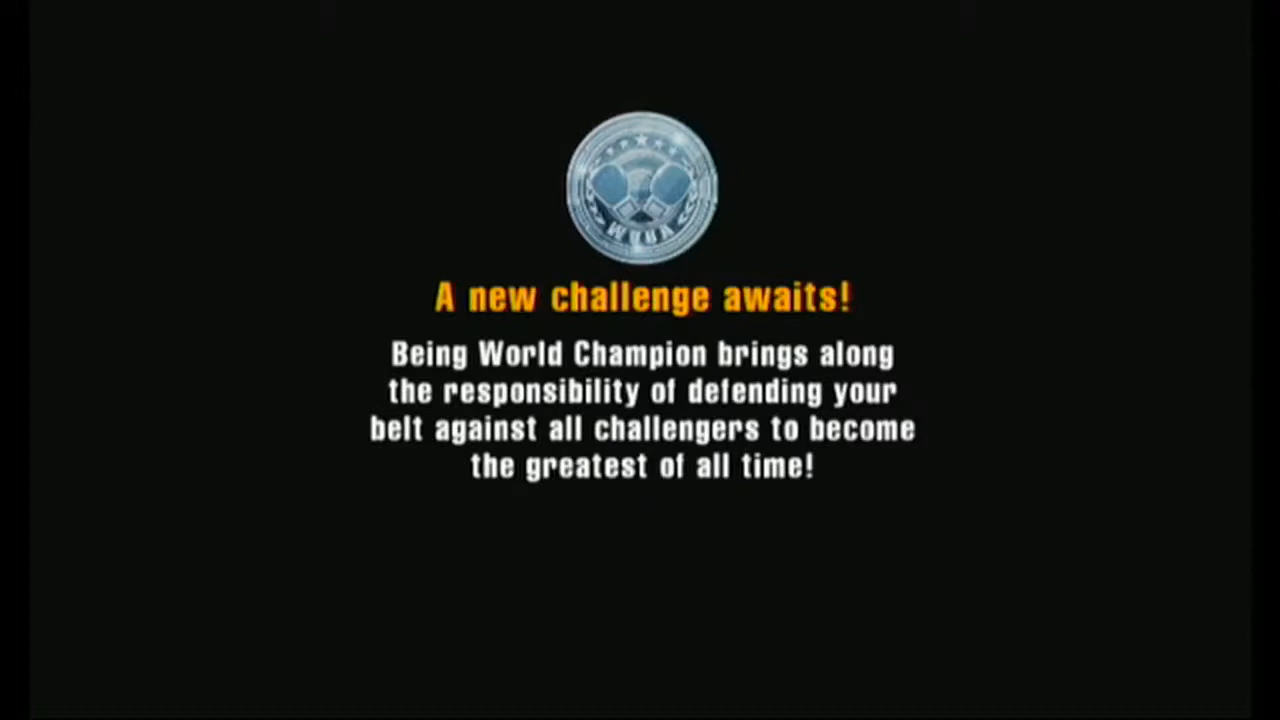 WVBA
A new challenge awaits!
Being World Champion brings along
the responsibility of defending your
belt against all challengers to become
the greatest of all time!